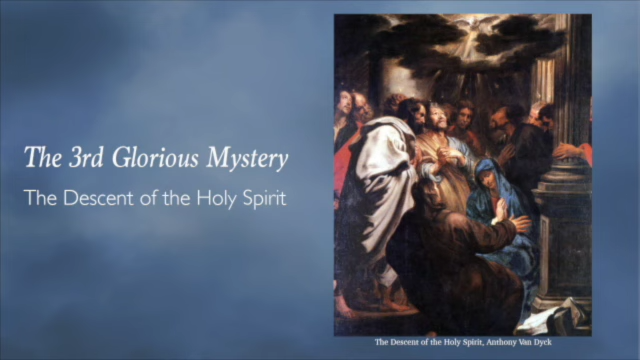 The 3rd Glorious Mystery
The Descent of the Holy Spirit
The Descent of the Holy Spirit, Anthony Van Dyck